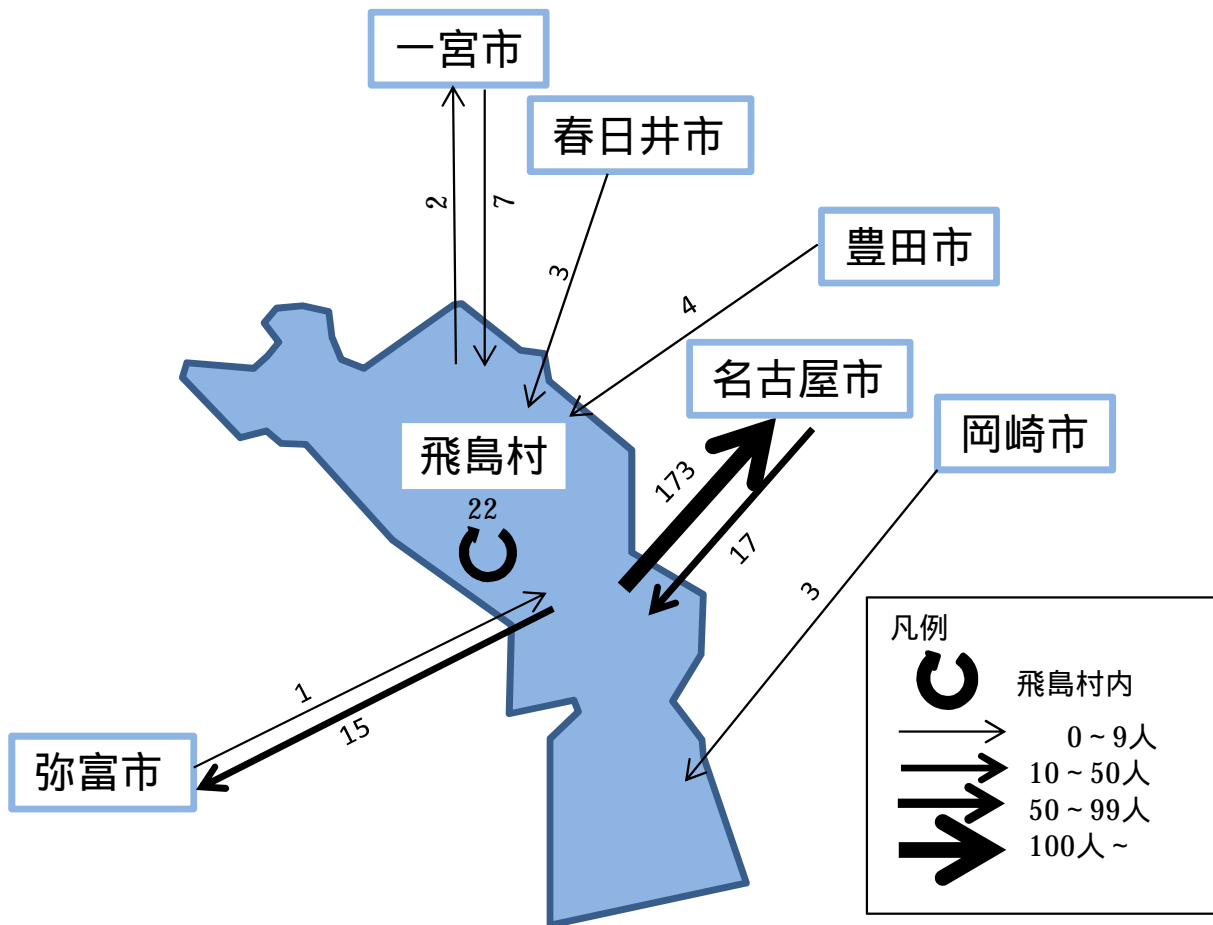 一宮市
春日井市
2
7
豊田市
3
4
名古屋市
岡崎市
飛島村
173
22
17
3
凡例
飛島村内
0~9人
10~50人
50~99人
100人~
1
15
弥富市